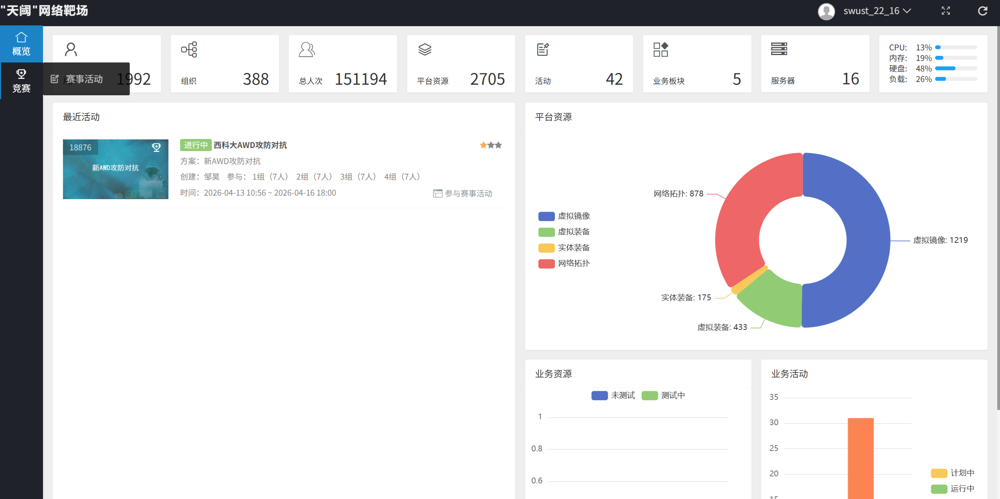 "天阈"网络靶场
swust_22_16
概览
竞赛
赛事活动
1992
组织
388
总人次
151194
平台资源
2705
活动
42
业务板块
5
服务器
16
CPU: 13%
内存: 19%
硬盘: 48%
负载: 26%
最近活动
18876
新AWD攻防对抗
进行中 西科大AWD攻防对抗
方案：新AWD攻防对抗
创建：邹昊 参与： 1组（7人） 2组（7人） 3组（7人） 4组（7人）
时间：2026-04-13 10:56 ~ 2026-04-16 18:00
参与赛事活动
平台资源
虚拟镜像
虚拟装备
实体装备
网络拓扑
网络拓扑: 878
虚拟镜像: 1219
实体装备: 175
虚拟装备: 433
业务资源
未测试 测试中
1
0.8
0.6
业务活动
35
30
25
20
15
计划中
运行中